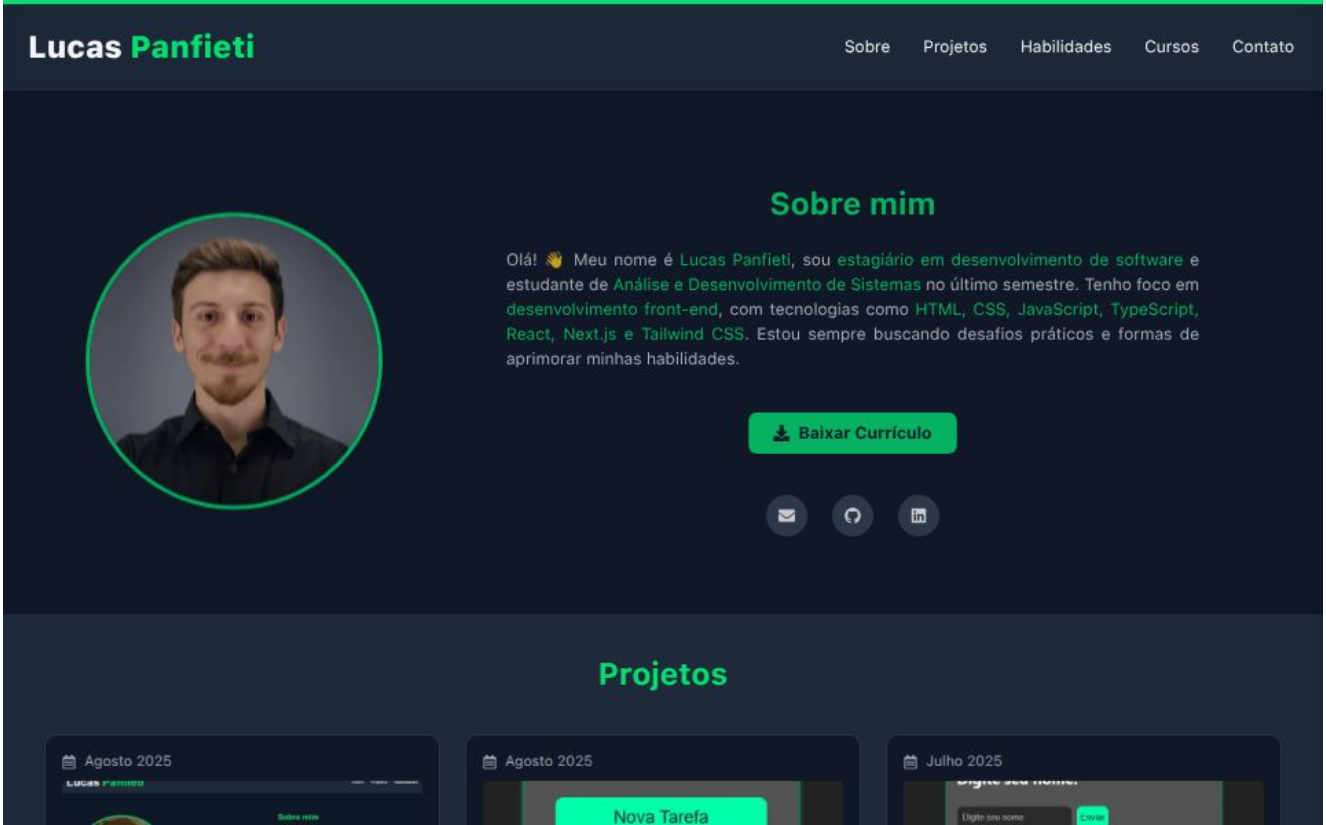 Lucas Panfieti
Sobre Projetos Habilidades Cursos Contato
Sobre mim
Olá! 👋 Meu nome é Lucas Panfieti, sou estagiário em desenvolvimento de software e
estudante de Análise e Desenvolvimento de Sistemas no último semestre. Tenho foco em
desenvolvimento front-end, com tecnologias como HTML, CSS, JavaScript, TypeScript,
React, Next.js e Tailwind CSS. Estou sempre buscando desafios práticos e formas de
aprimorar minhas habilidades.
Baixar Currículo
Projetos
Agosto 2025
Lucas Panfieti
Sobre mim
Agosto 2025
Nova Tarefa
Julho 2025
Digite seu nome:
Digite seu nome
Enviar